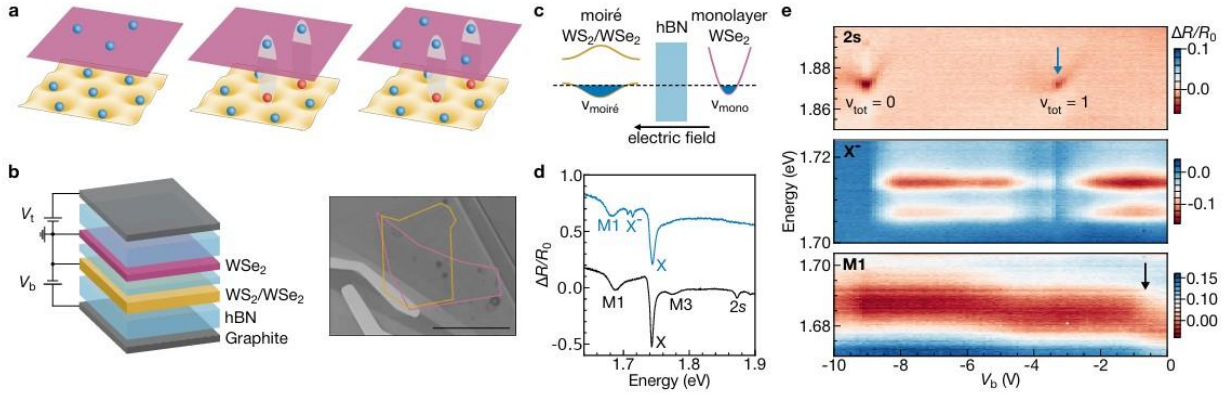 a
b
V_t
V_b
WSe₂
WS₂/WSe₂
hBN
Graphite
c
moiré
WS₂/WSe₂
hBN
monolayer
WSe₂
ν_moiré
ν_mono
electric field
d
ΔR/R₀
1.0
0.5
0.0
-0.5
M1 X⁻
X
M1
M3
2s
X
1.7
1.8
1.9
Energy (eV)
e
2s
ν_tot = 0
ν_tot = 1
1.88
1.86
ΔR/R₀
0.1
0.0
X⁻
1.72
1.70
Energy (eV)
0.0
-0.1
M1
1.70
1.68
0.15
0.10
0.05
0.00
-10
-8
-6
-4
-2
0
V_b (V)